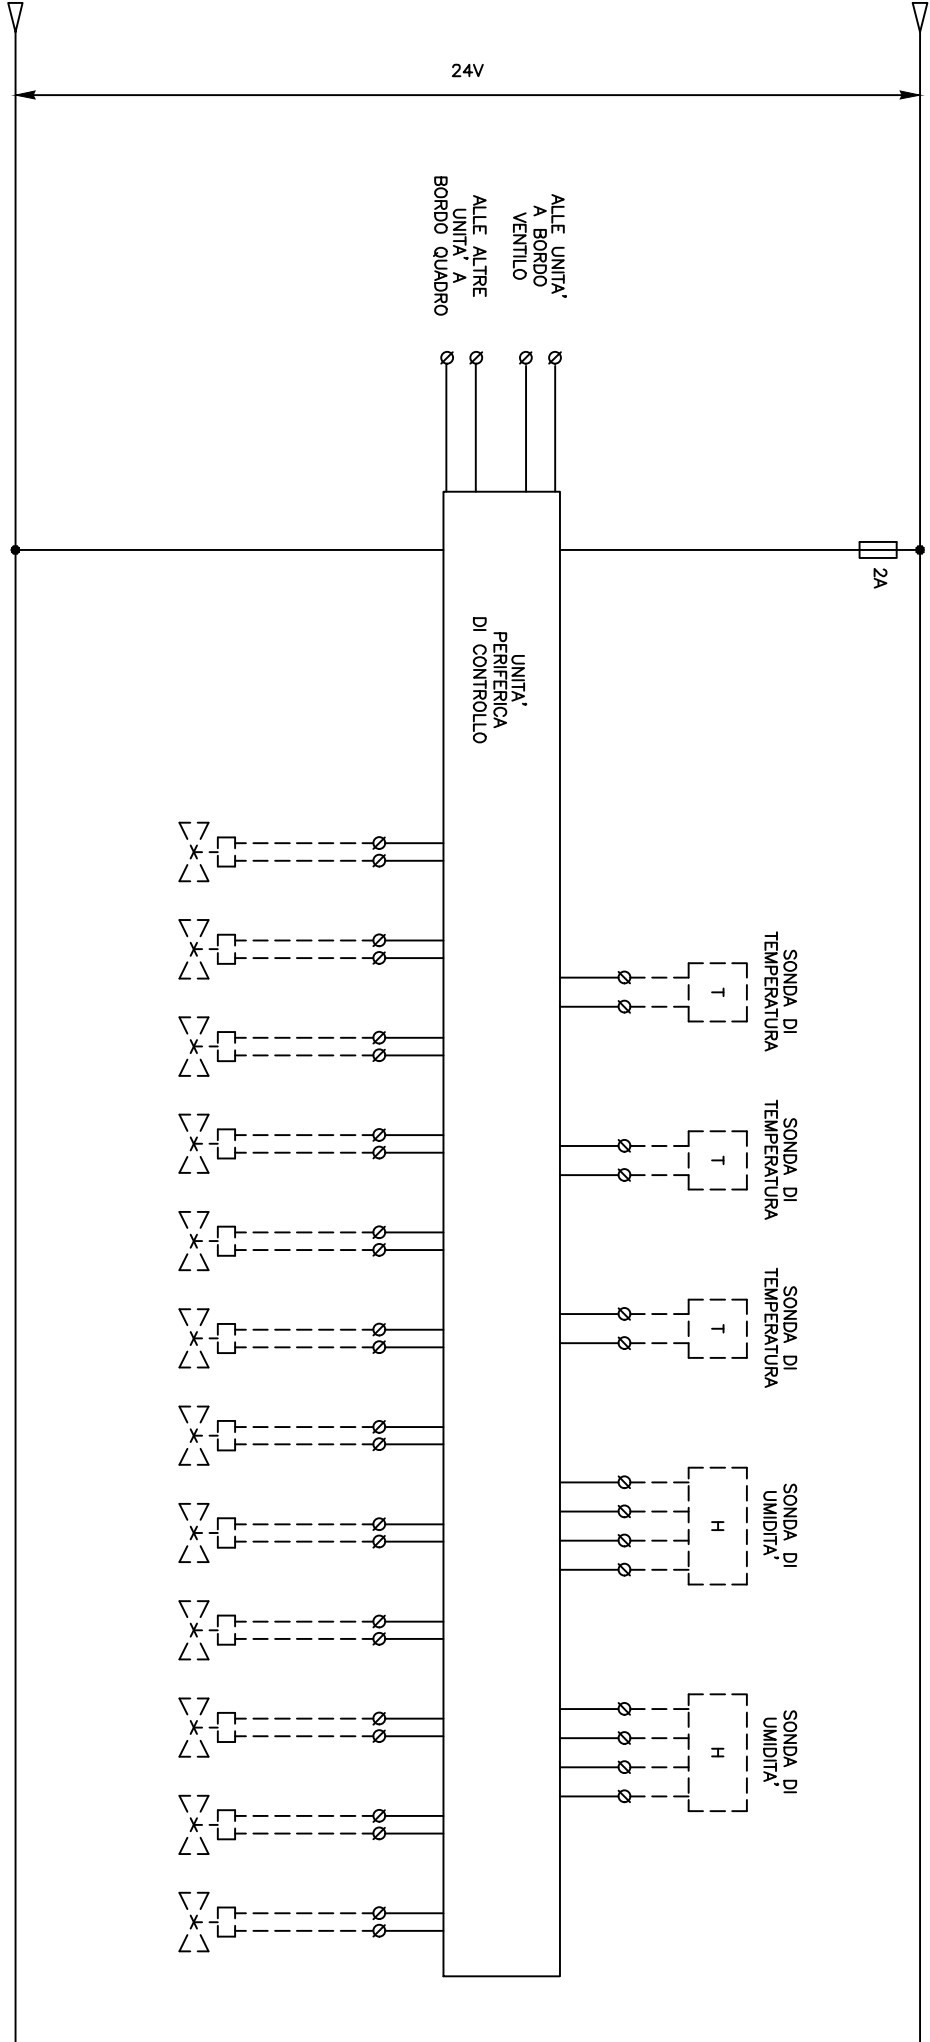 24V
ALLE UNITA'
A BORDO
VENTILO
ALLE ALTRE
UNITA' A
BORDO QUADRO
2A
UNITA'
PERIFERICA
DI CONTROLLO
SONDA DI
TEMPERATURA
T
SONDA DI
TEMPERATURA
T
SONDA DI
TEMPERATURA
T
SONDA DI
UMIDITA'
H
SONDA DI
UMIDITA'
H